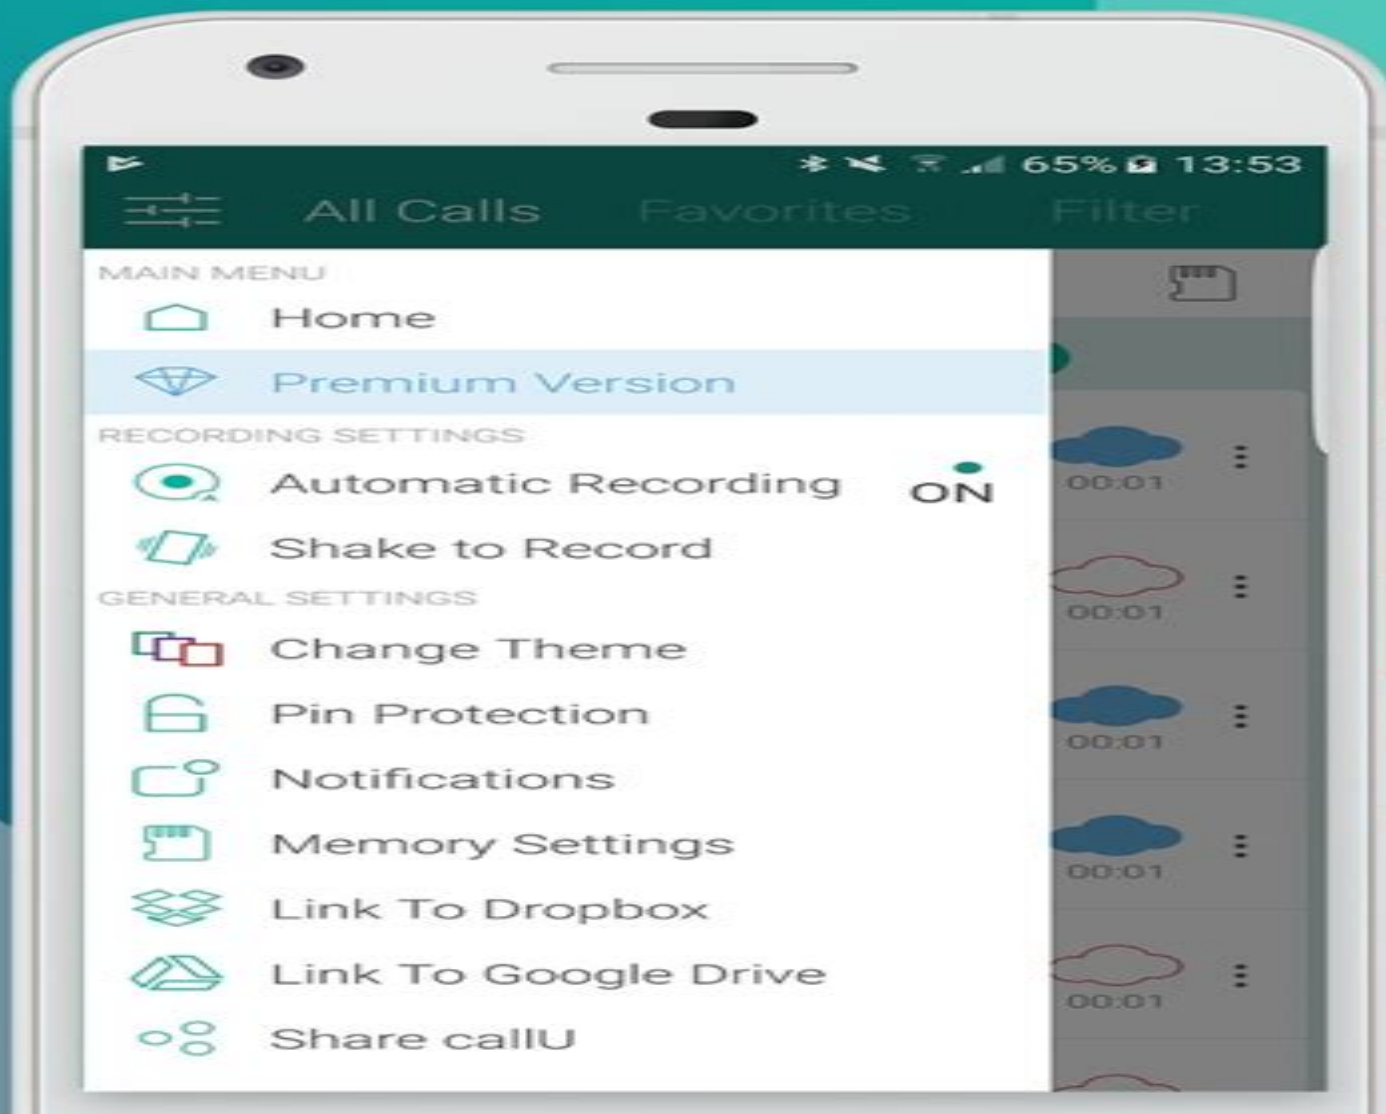 65% 13:53
All Calls Favorites Filter
MAIN MENU
Home
Premium Version
RECORDING SETTINGS
Automatic Recording ON
00:01
Shake to Record
GENERAL SETTINGS
00:01
Change Theme
Pin Protection
00:01
Notifications
Memory Settings
00:01
Link To Dropbox
Link To Google Drive
00:01
Share callU